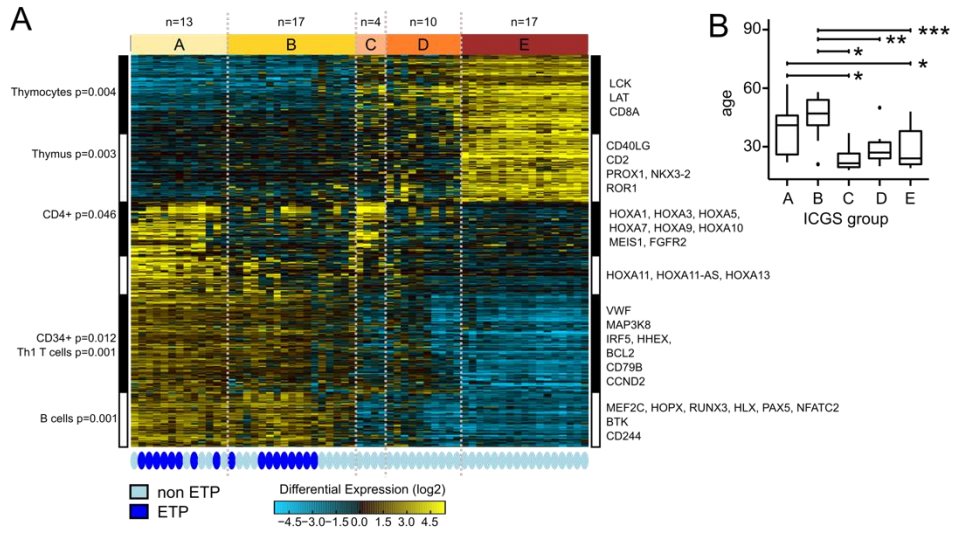 A
n=13
n=17
n=4
n=10
n=17
A
B
C
D
E
Thymocytes p=0.004
Thymus p=0.003
CD4+ p=0.046
CD34+ p=0.012
Th1 T cells p=0.001
B cells p=0.001
LCK
LAT
CD8A
CD40LG
CD2
PROX1, NKX3-2
ROR1
HOXA1, HOXA3, HOXA5,
HOXA7, HOXA9, HOXA10
MEIS1, FGFR2
HOXA11, HOXA11-AS, HOXA13
VWF
MAP3K8
IRF5, HHEX,
BCL2
CD79B
CCND2
MEF2C, HOPX, RUNX3, HLX, PAX5, NFATC2
BTK
CD244
non ETP
ETP
Differential Expression (log2)
−4.5−3.0−1.5 0.0 1.5 3.0 4.5
B
90
60
30
age
***
**
*
*
*
A B C D E
ICGS group